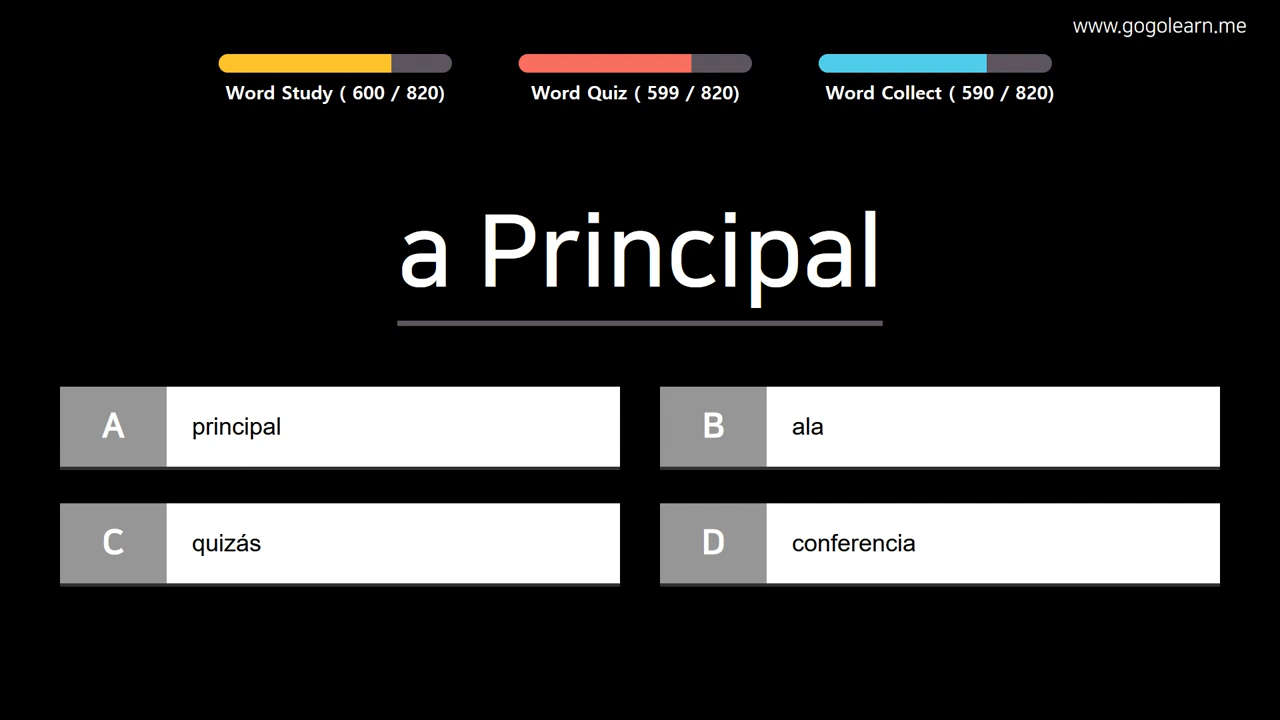 www.gogolearn.me
Word Study ( 600 / 820)
Word Quiz ( 599 / 820)
Word Collect ( 590 / 820)
a Principal
A principal
B ala
C quizás
D conferencia